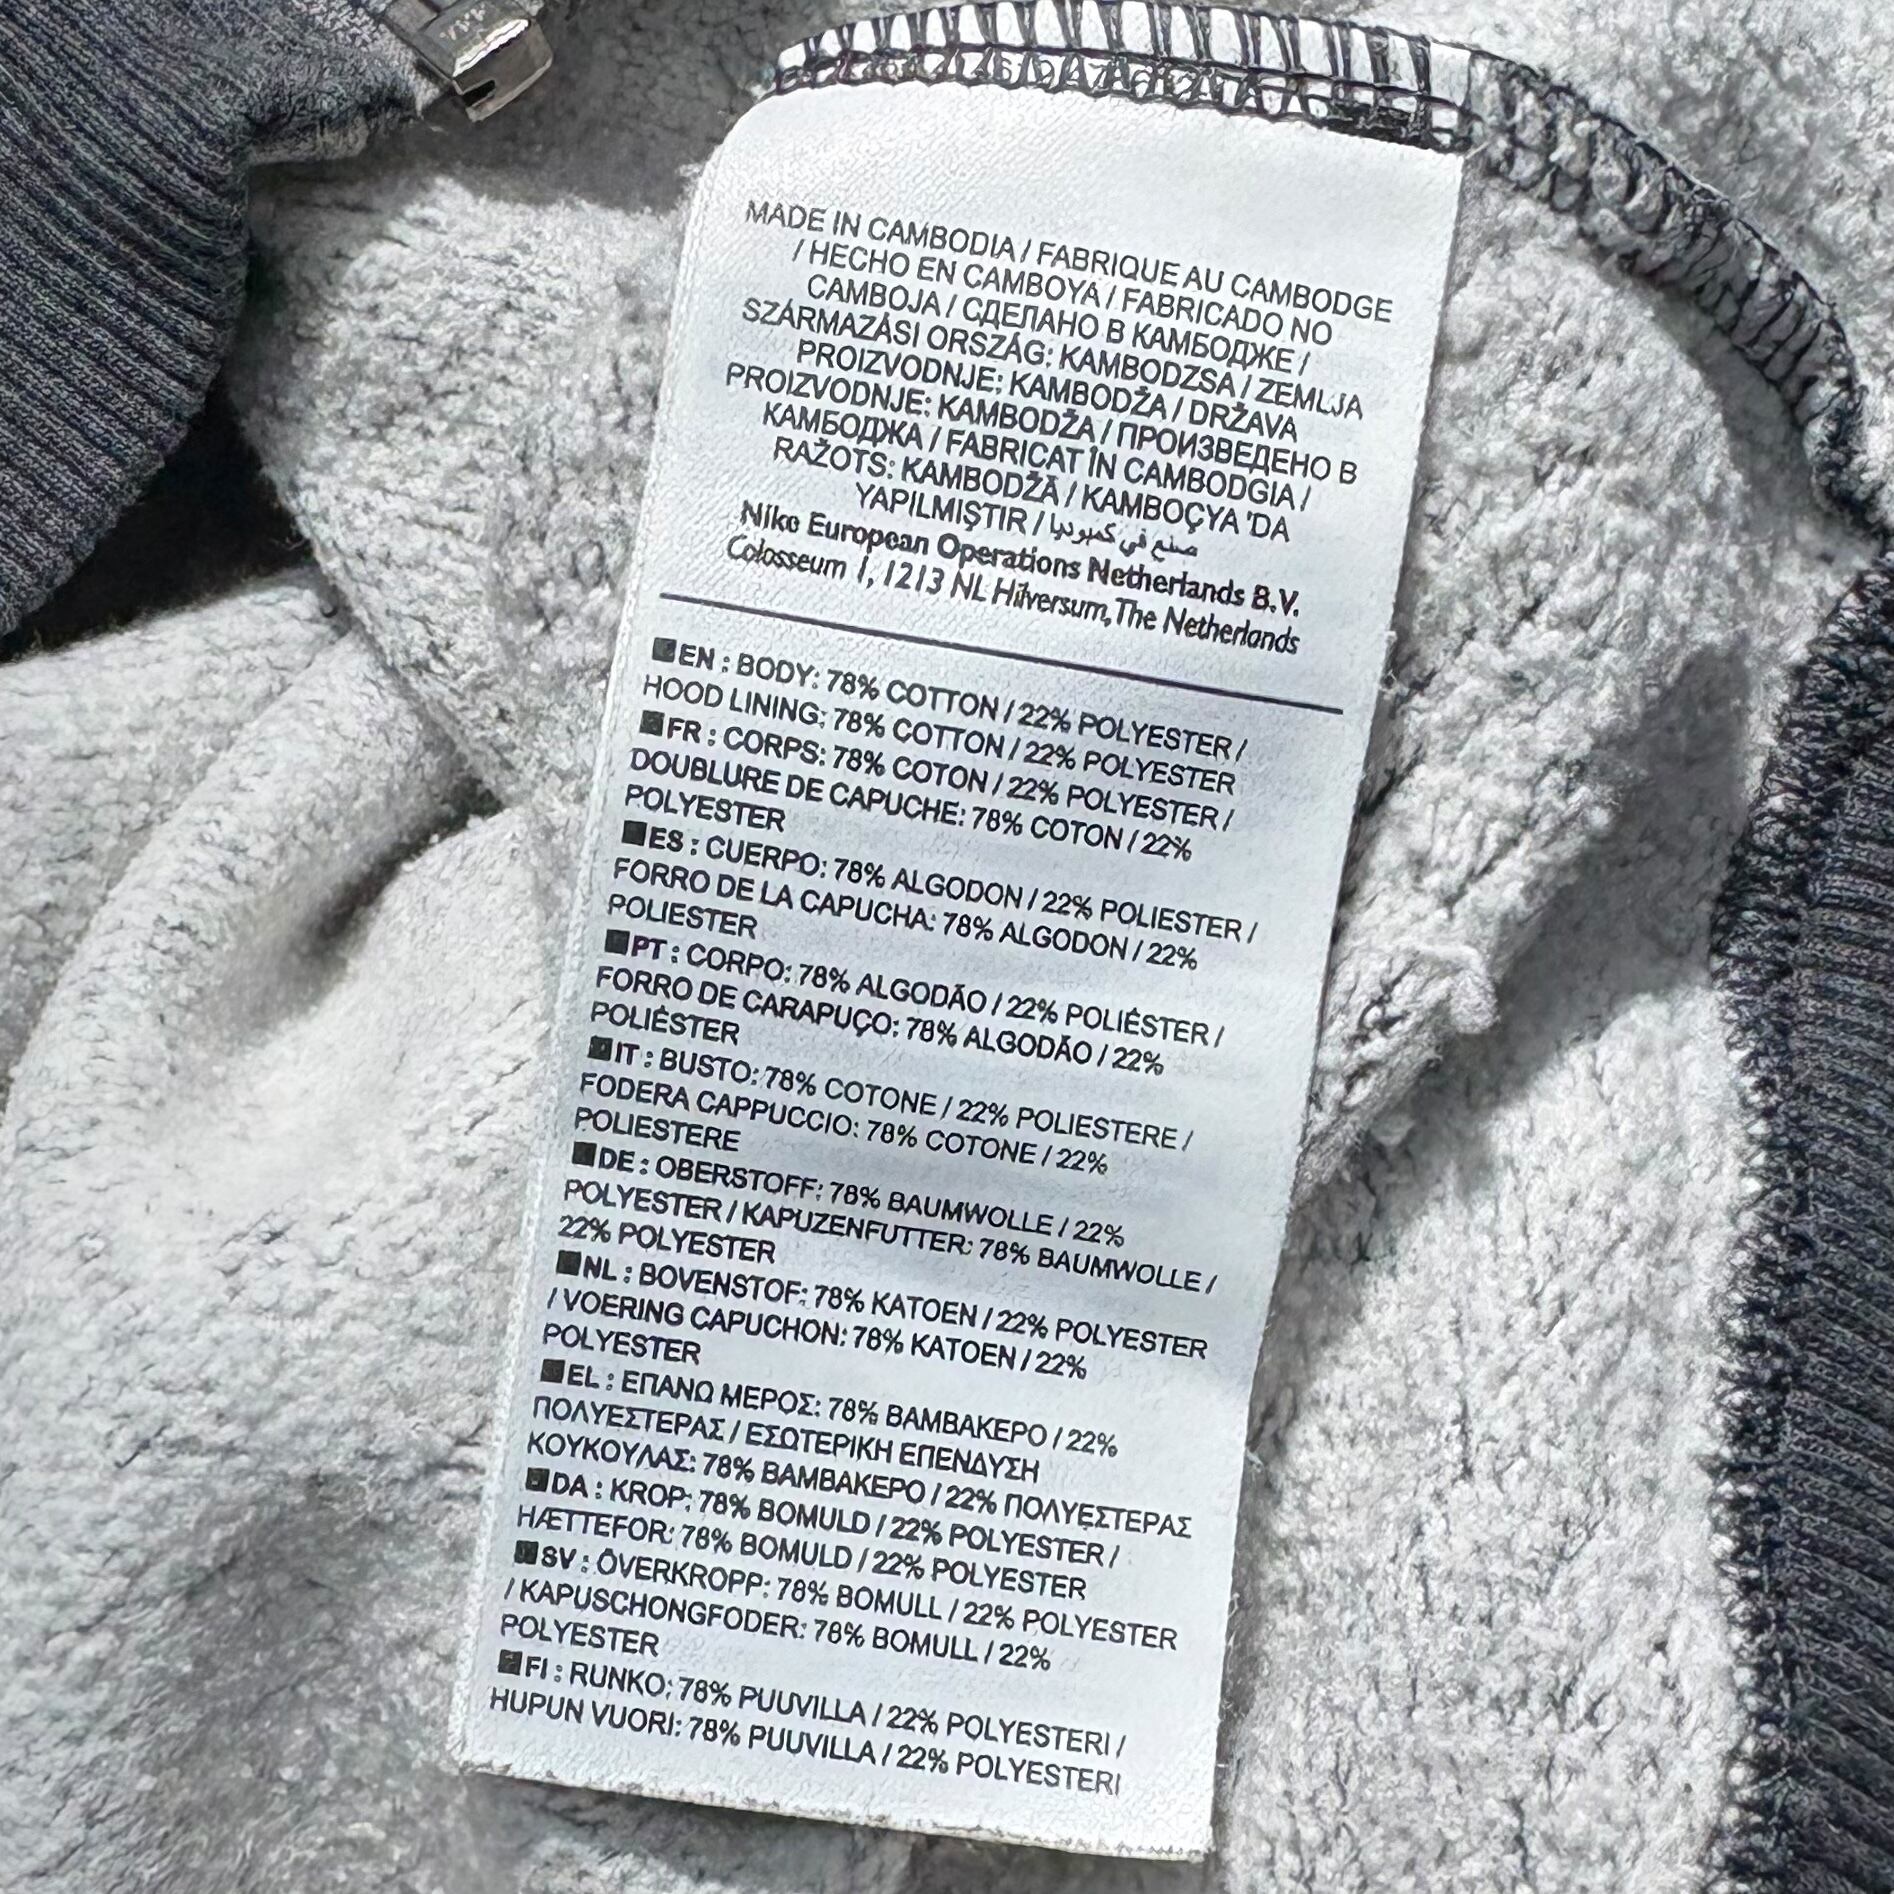 MADE IN CAMBODIA / FABRIQUE AU CAMBODGE
/ HECHO EN CAMBOYA / FABRICADO NO
CAMBOJA / СДЕЛАНО В КАМБОДЖЕ /
SZÁRMAZÁSI ORSZÁG: KAMBODZSA / ZEMLJA
PROIZVODNJE: KAMBODŽA / DRŽAVA
PROIZVODNJE: KAMBODŽA / ПРОИЗВЕДЕНО В
КАМБОДЖА / FABRICAT ÎN CAMBODGIA /
RAŽOTS: KAMBODŽĀ / KAMBOÇYA 'DA
YAPILMIŞTIR / صنع في كمبوديا
Nike European Operations Netherlands B.V.
Colosseum 1, 1213 NL Hilversum, The Netherlands
EN : BODY: 78% COTTON / 22% POLYESTER /
HOOD LINING: 78% COTTON / 22% POLYESTER
FR : CORPS: 78% COTON / 22% POLYESTER /
DOUBLURE DE CAPUCHE: 78% COTON / 22%
POLYESTER
ES : CUERPO: 78% ALGODON / 22% POLIESTER /
FORRO DE LA CAPUCHA: 78% ALGODON / 22%
POLIESTER
PT : CORPO: 78% ALGODÃO / 22% POLIÉSTER /
FORRO DE CARAPUÇO: 78% ALGODÃO / 22%
POLIÉSTER
IT : BUSTO: 78% COTONE / 22% POLIESTERE /
FODERA CAPPUCCIO: 78% COTONE / 22%
POLIESTERE
DE : OBERSTOFF: 78% BAUMWOLLE / 22%
POLYESTER / KAPUZENFUTTER: 78% BAUMWOLLE /
22% POLYESTER
NL : BOVENSTOF: 78% KATOEN / 22% POLYESTER
/ VOERING CAPUCHON: 78% KATOEN / 22%
POLYESTER
EL : ΕΠΑΝΩ ΜΕΡΟΣ: 78% ΒΑΜΒΑΚΕΡΟ / 22%
ΠΟΛΥΕΣΤΕΡΑΣ / ΕΣΩΤΕΡΙΚΗ ΕΠΕΝΔΥΣΗ
ΚΟΥΚΟΥΛΑΣ: 78% ΒΑΜΒΑΚΕΡΟ / 22% ΠΟΛΥΕΣΤΕΡΑΣ
DA : KROP: 78% BOMULD / 22% POLYESTER /
HÆTTEFOR: 78% BOMULD / 22% POLYESTER
SV : ÖVERKROPP: 78% BOMULL / 22% POLYESTER
/ KAPUSCHONGFODER: 78% BOMULL / 22%
POLYESTER
FI : RUNKO: 78% PUUVILLA / 22% POLYESTERI /
HUPUN VUORI: 78% PUUVILLA / 22% POLYESTERI